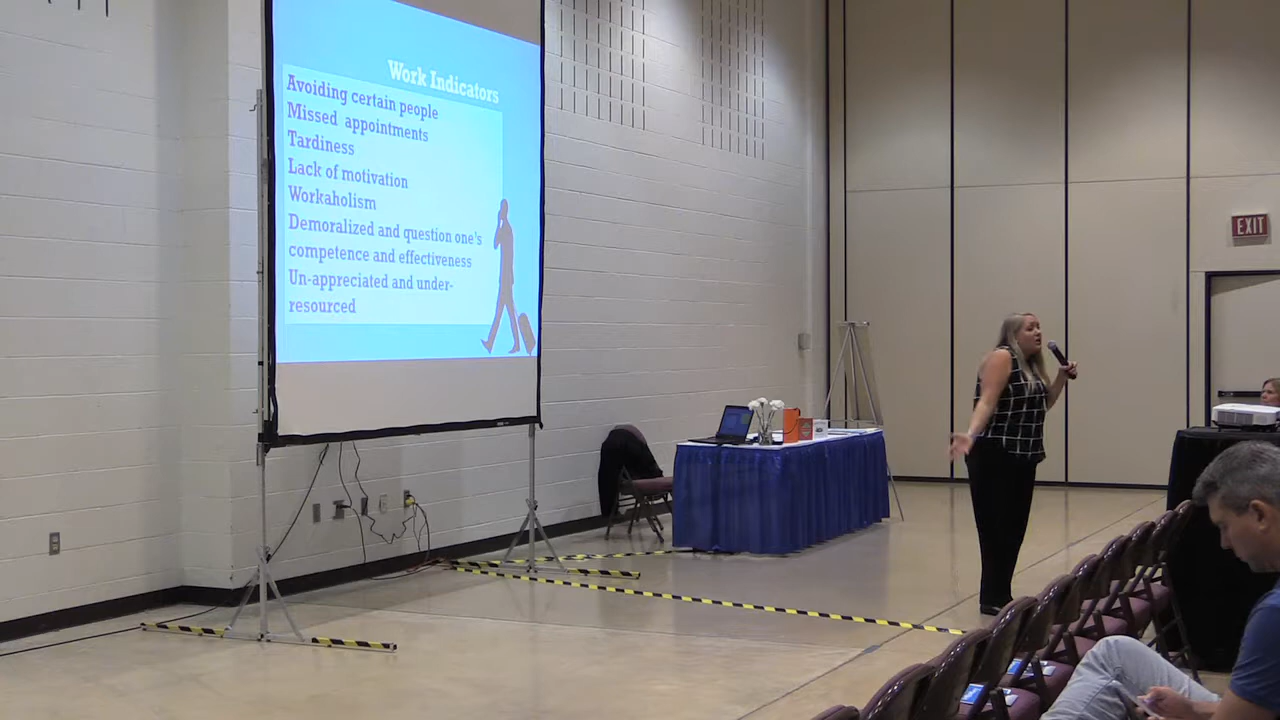 Work Indicators
Avoiding certain people
Missed appointments
Tardiness
Lack of motivation
Workaholism
Demoralized and question one's
competence and effectiveness
Un-appreciated and under-
resourced
EXIT